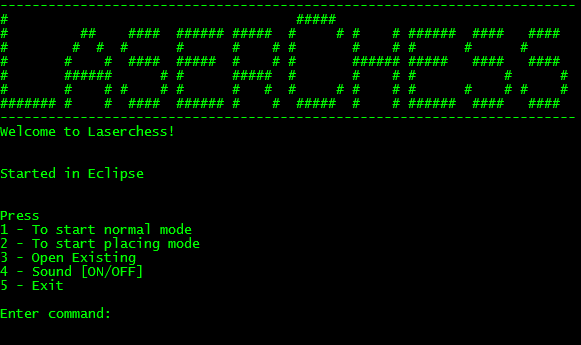 LASERCHESS
Welcome to Laserchess!
Started in Eclipse
Press
1 - To start normal mode
2 - To start placing mode
3 - Open Existing
4 - Sound [ON/OFF]
5 - Exit
Enter command: